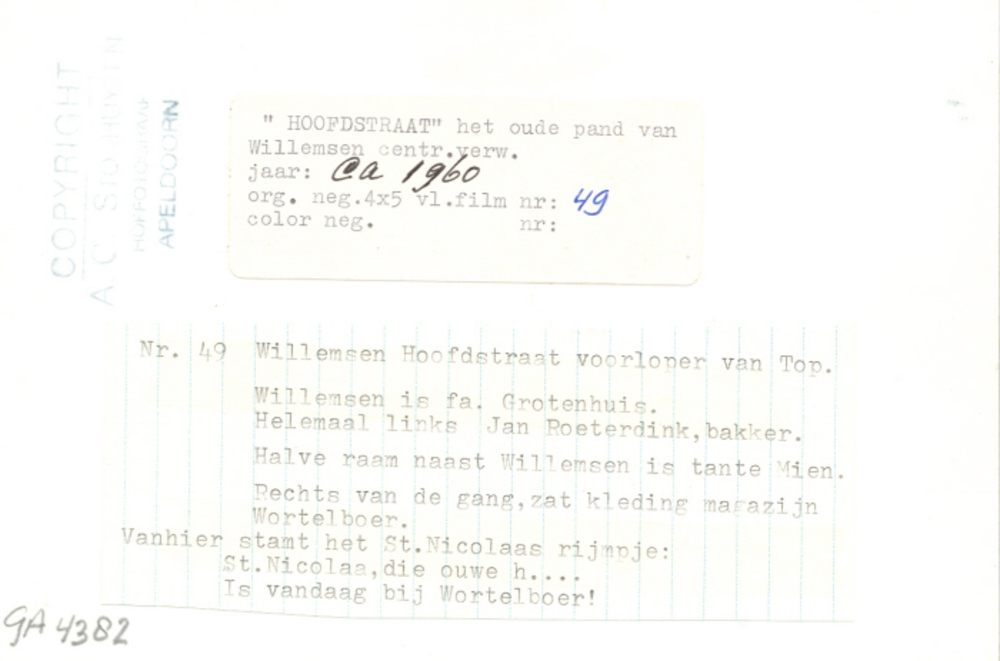 COPYRIGHT
A. C.
APELDOORN
" HOOFDSTRAAT" het oude pand van
Willemsen centr.verw.
jaar: ca 1960
org. neg.4x5 vl.film nr: 49
color neg. nr:
Nr. 49 Willemsen Hoofdstraat voorloper van Top.
Willemsen is fa. Grotenhuis.
Helemaal links Jan Roeterdink,bakker.
Halve raam naast Willemsen is tante Mien.
Rechts van de gang,zat kleding magazijn
Wortelboer.
Vanhier stamt het St.Nicolaas rijmpje:
St.Nicolaa,die ouwe h....
Is vandaag bij Wortelboer!
GA 4382